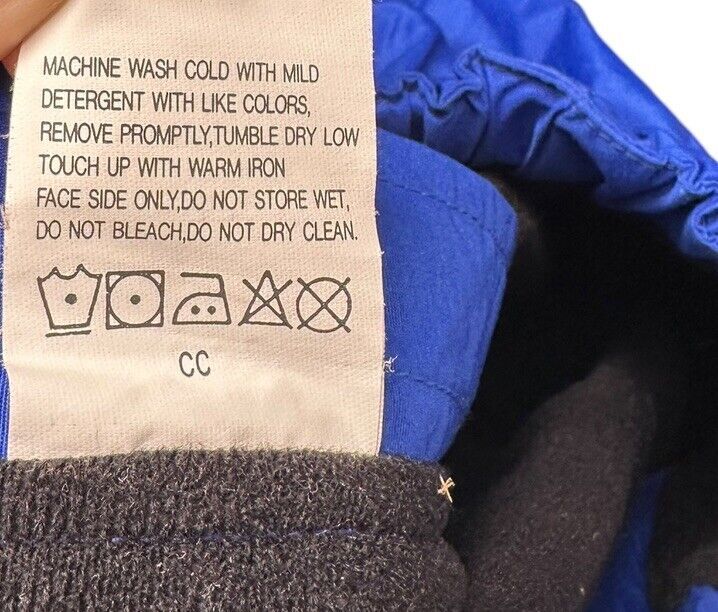 MACHINE WASH COLD WITH MILD
DETERGENT WITH LIKE COLORS,
REMOVE PROMPTLY,TUMBLE DRY LOW
TOUCH UP WITH WARM IRON
FACE SIDE ONLY,DO NOT STORE WET,
DO NOT BLEACH,DO NOT DRY CLEAN.
CC